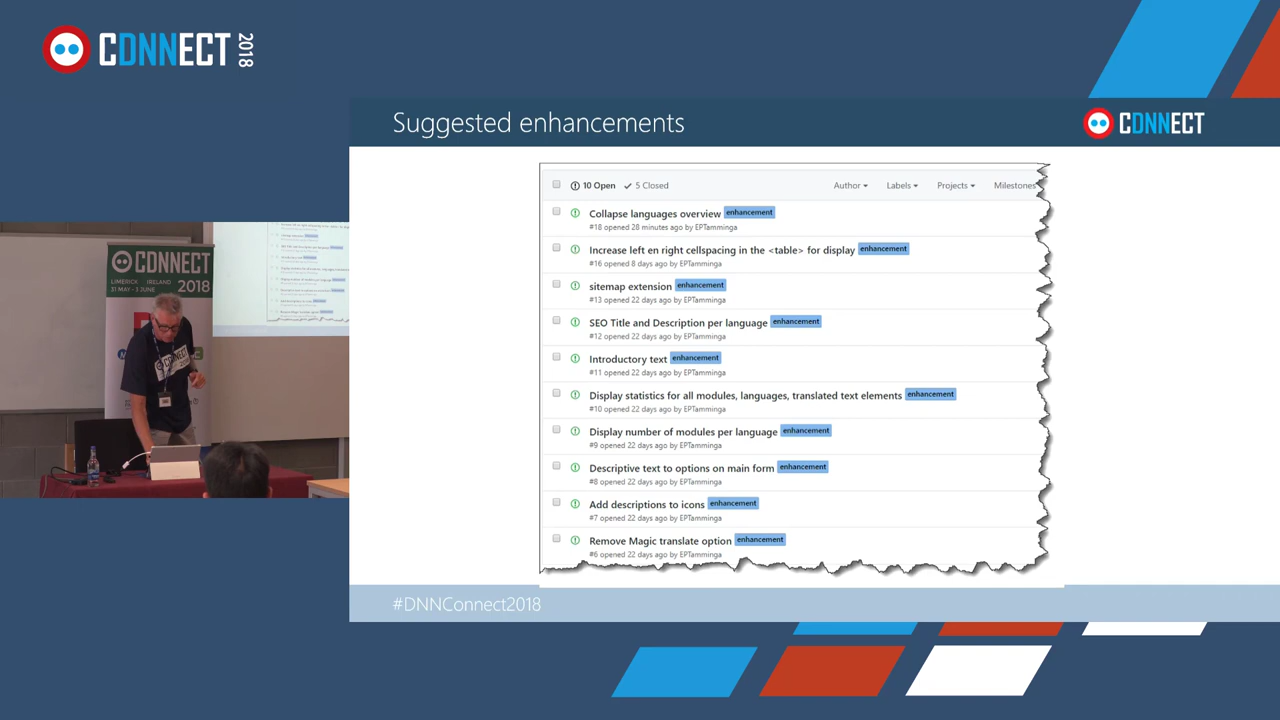 CDNNECT 2018
Suggested enhancements
CDNNECT
10 Open 5 Closed Author Labels Projects Milestones
Collapse languages overview enhancement
#18 opened 28 minutes ago by EPTamminga
Increase left en right cellspacing in the <table> for display enhancement
#16 opened 8 days ago by EPTamminga
sitemap extension enhancement
#13 opened 22 days ago by EPTamminga
SEO Title and Description per language enhancement
#12 opened 22 days ago by EPTamminga
Introductory text enhancement
#11 opened 22 days ago by EPTamminga
Display statistics for all modules, languages, translated text elements enhancement
#10 opened 22 days ago by EPTamminga
Display number of modules per language enhancement
#9 opened 22 days ago by EPTamminga
Descriptive text to options on main form enhancement
#8 opened 22 days ago by EPTamminga
Add descriptions to icons enhancement
#7 opened 22 days ago by EPTamminga
Remove Magic translate option enhancement
#6 opened 22 days ago by EPTamminga
CDNNECT
LIMERICK IRELAND
31 MAY - 3 JUNE 2018
#DNNConnect2018